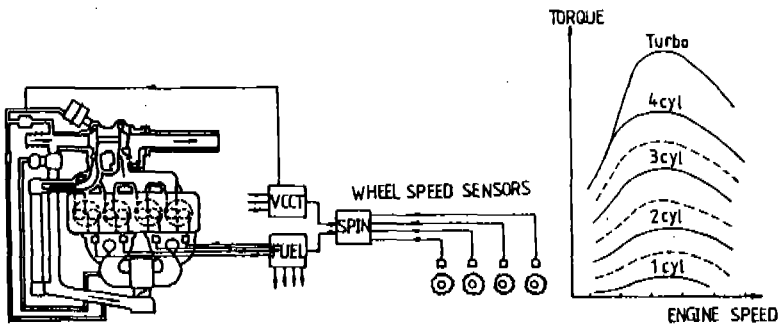 VCCT
FUEL
SPIN
WHEEL SPEED SENSORS
TORQUE
Turbo
4cyl
3cyl
2cyl
1cyl
ENGINE SPEED